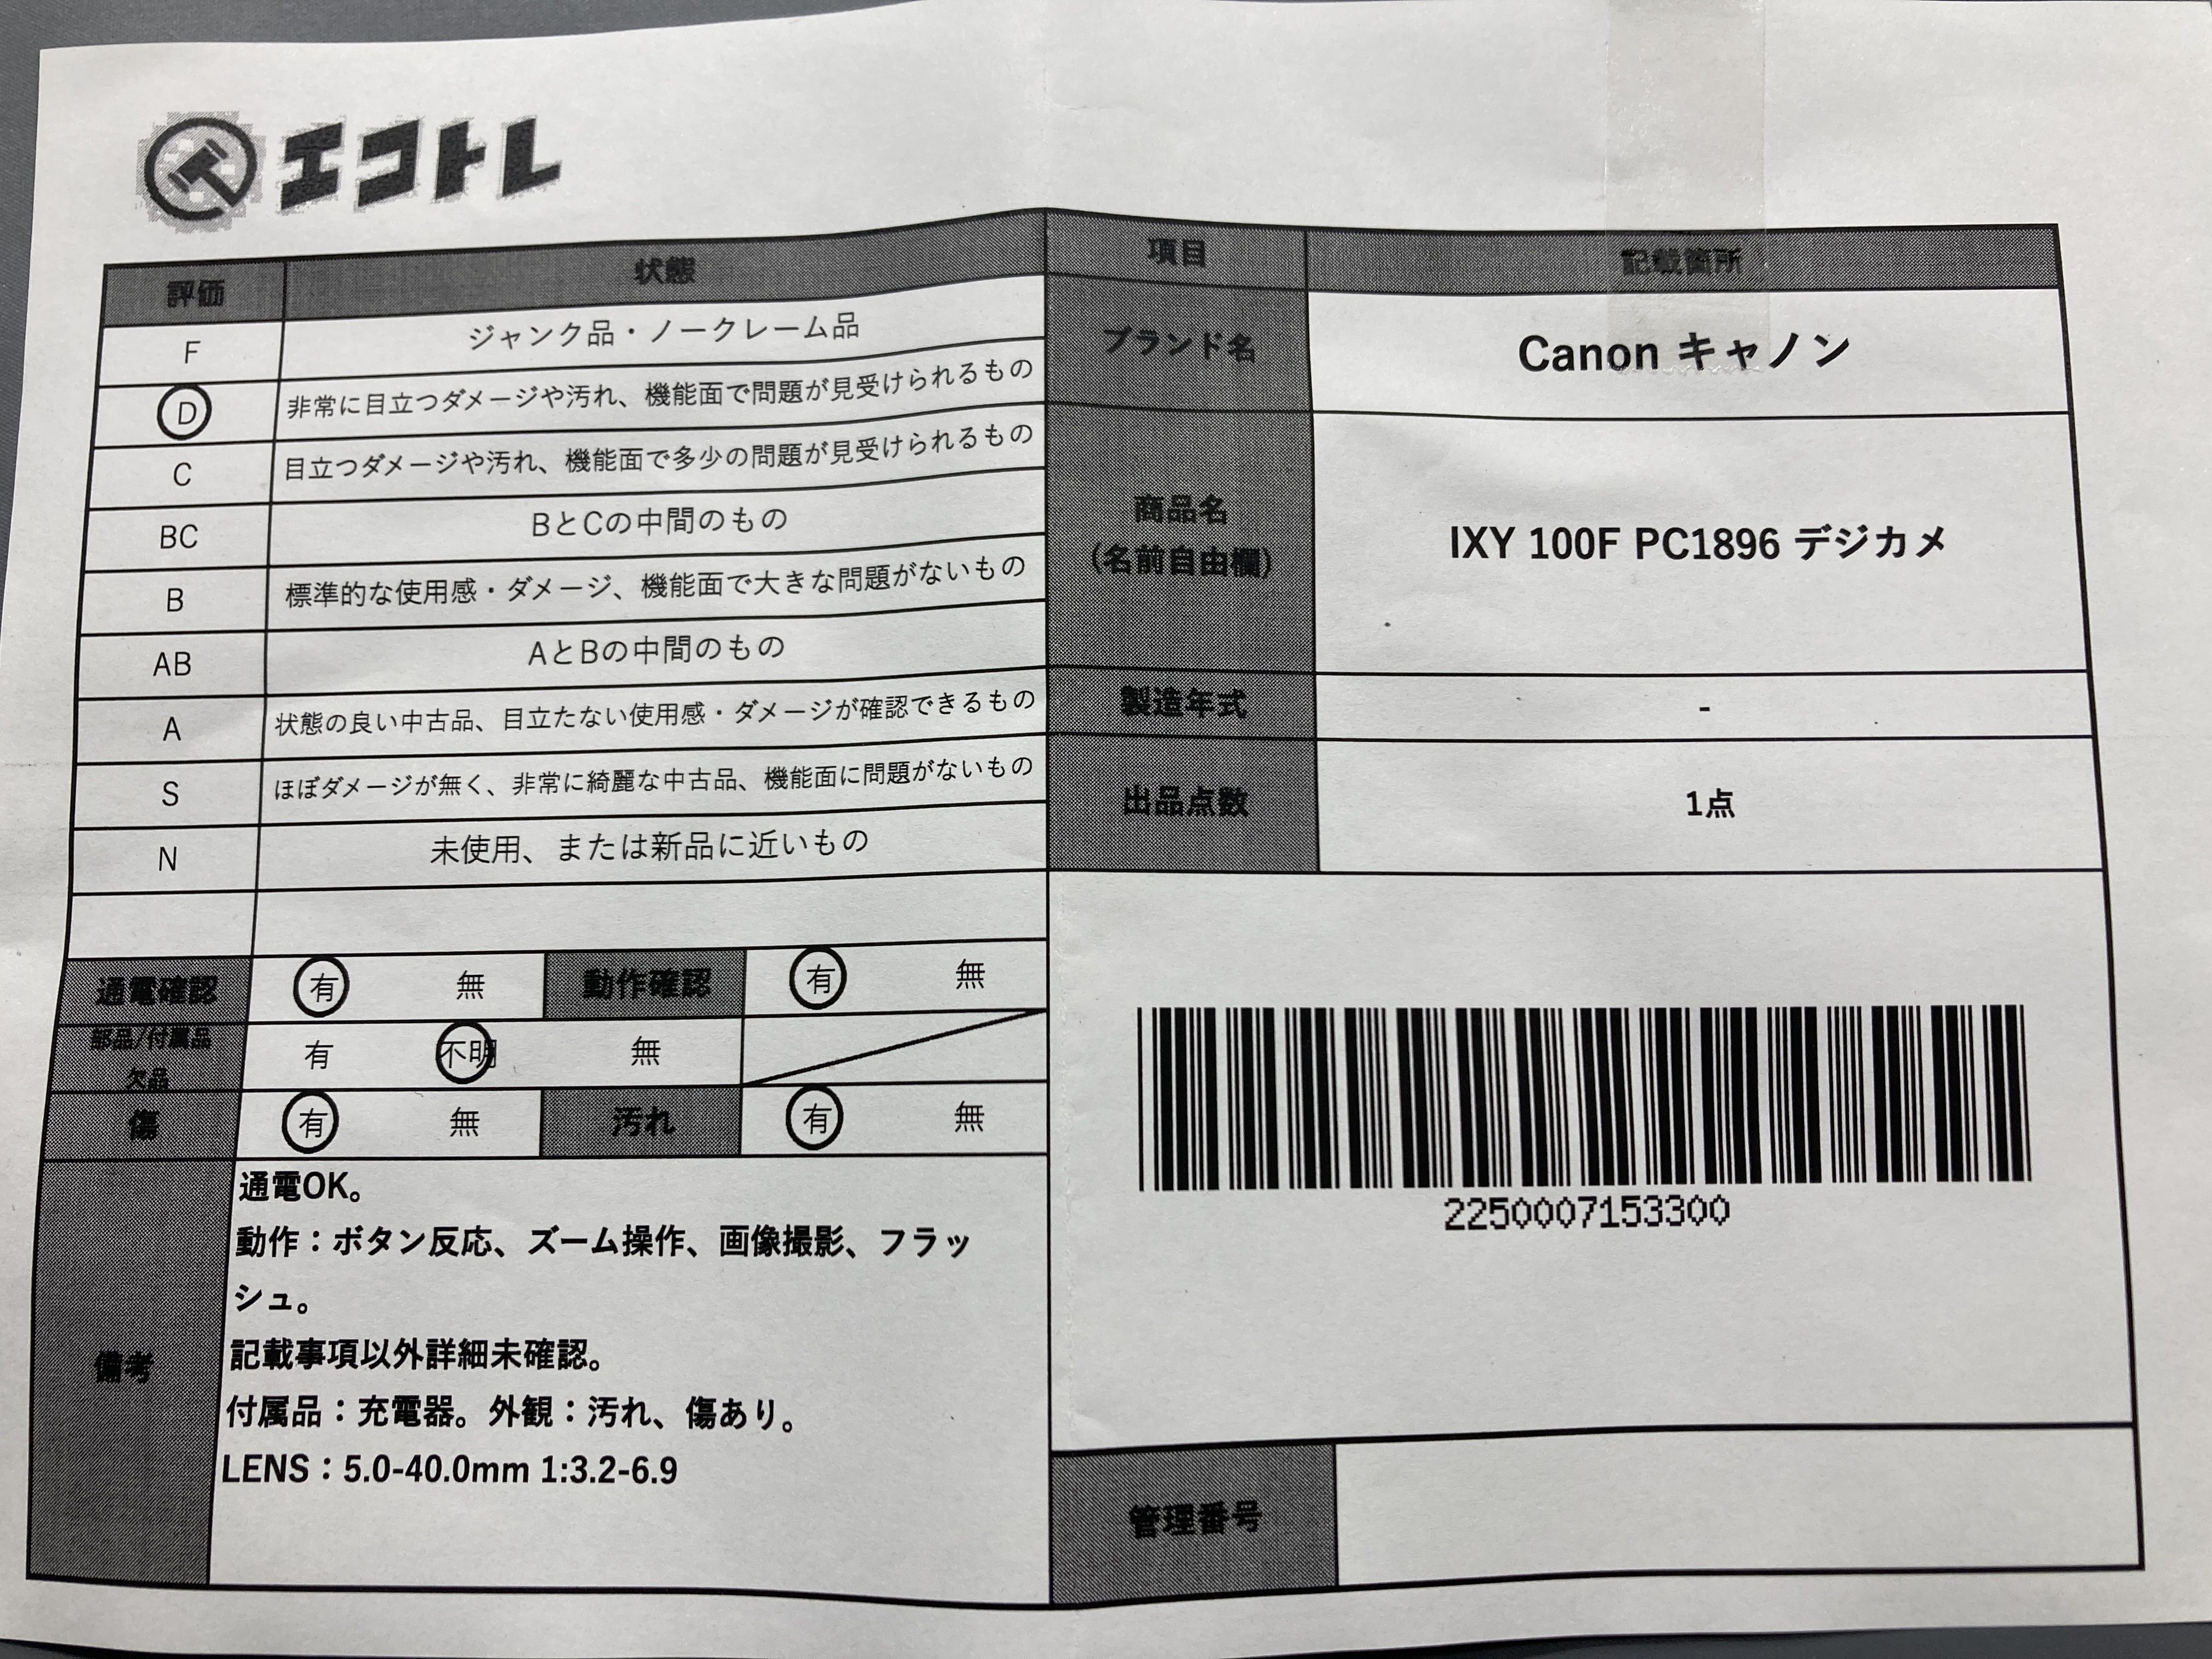 エコトレ
評価 状態
F ジャンク品・ノークレーム品
D 非常に目立つダメージや汚れ、機能面で問題が見受けられるもの
C 目立つダメージや汚れ、機能面で多少の問題が見受けられるもの
BC BとCの中間のもの
B 標準的な使用感・ダメージ、機能面で大きな問題がないもの
AB AとBの中間のもの
A 状態の良い中古品、目立たない使用感・ダメージが確認できるもの
S ほぼダメージが無く、非常に綺麗な中古品、機能面に問題がないもの
N 未使用、または新品に近いもの
通電確認 有 無 動作確認 有 無
部品/付属品
欠品
有 不明 無
傷 有 無 汚れ 有 無
備考
通電OK。
動作：ボタン反応、ズーム操作、画像撮影、フラッ
シュ。
記載事項以外詳細未確認。
付属品：充電器。外観：汚れ、傷あり。
LENS：5.0-40.0mm 1:3.2-6.9
項目 記載箇所
ブランド名 Canon キャノン
商品名
(名前自由欄)
IXY 100F PC1896 デジカメ
製造年式 -
出品点数 1点
2250007153300
管理番号